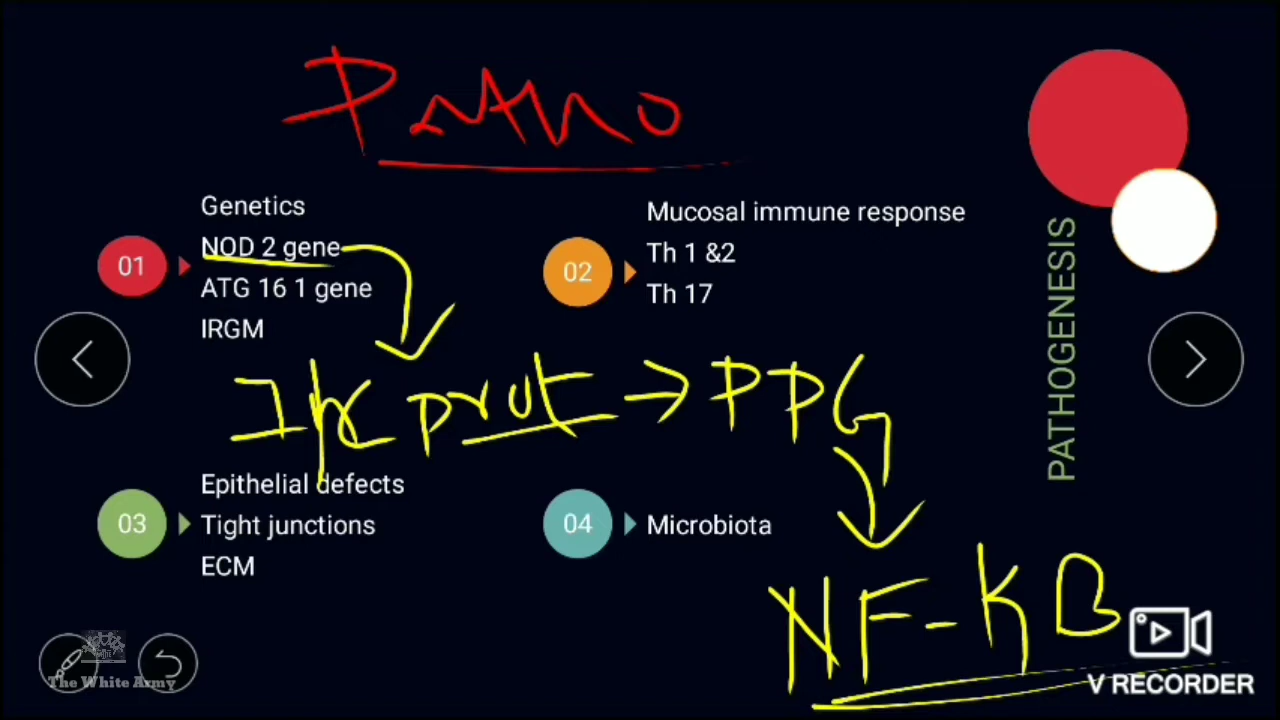 Patho
01
Genetics
NOD 2 gene
ATG 16 1 gene
IRGM
02
Mucosal immune response
Th 1 &2
Th 17
prot → PPG
NF-KB
03
Epithelial defects
Tight junctions
ECM
04
Microbiota
PATHOGENESIS
The White Army
V RECORDER